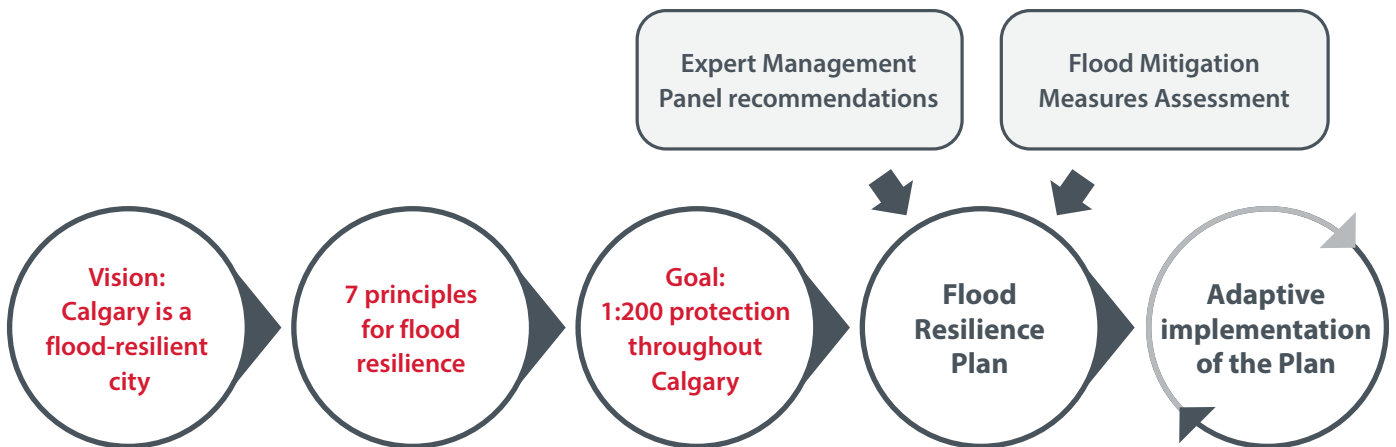 Expert Management
Panel recommendations
Flood Mitigation
Measures Assessment
Vision:
Calgary is a
flood-resilient
city
7 principles
for flood
resilience
Goal:
1:200 protection
throughout
Calgary
Flood
Resilience
Plan
Adaptive
implementation
of the Plan